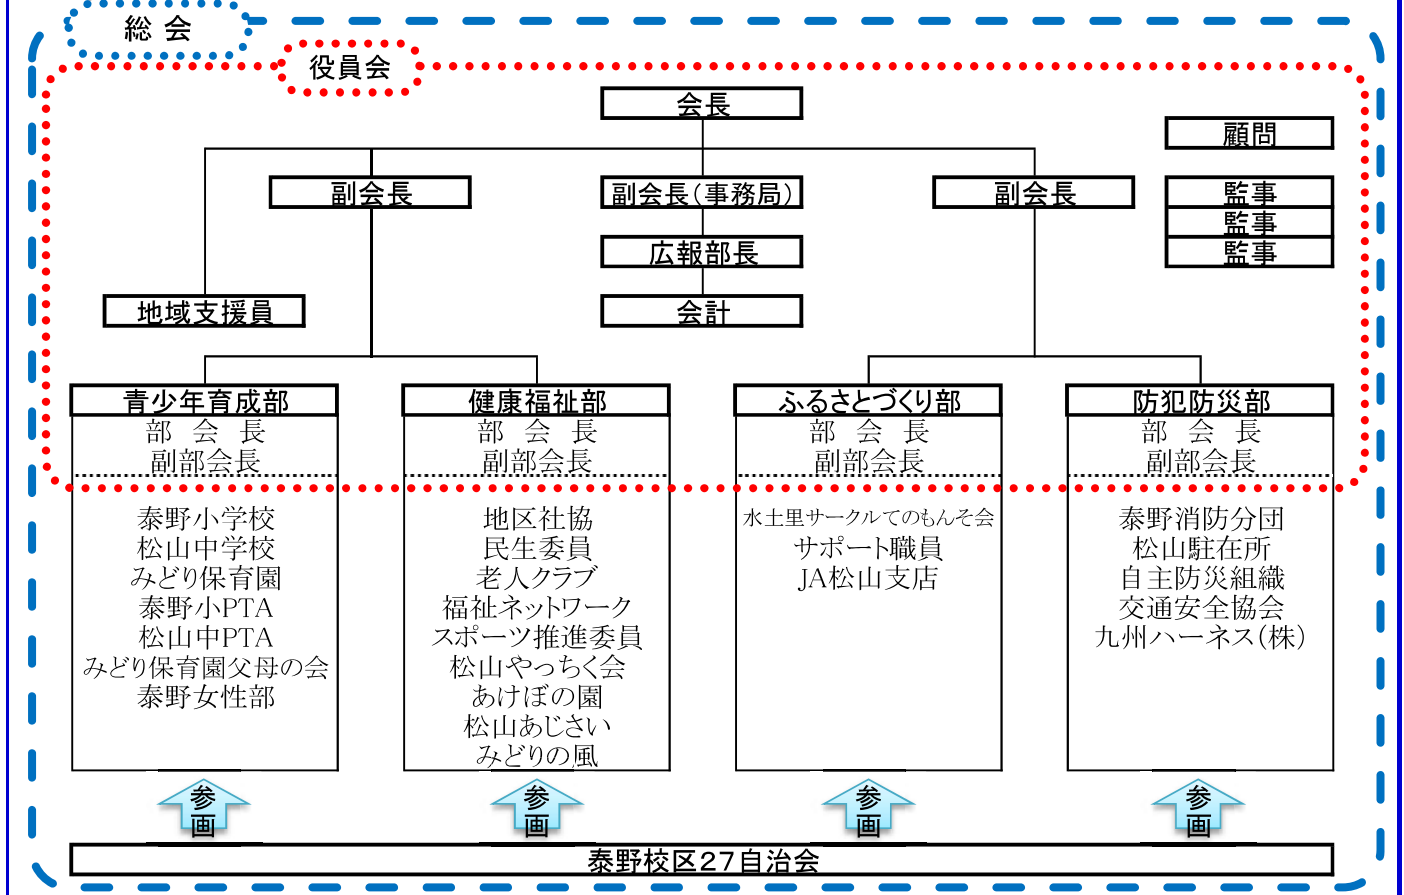 総 会
役員会
会長
顧問
副会長
副会長(事務局)
副会長
監事
監事
監事
広報部長
地域支援員
会計
青少年育成部
部 会 長
副部会長
泰野小学校
松山中学校
みどり保育園
泰野小PTA
松山中PTA
みどり保育園父母の会
泰野女性部
健康福祉部
部 会 長
副部会長
地区社協
民生委員
老人クラブ
福祉ネットワーク
スポーツ推進委員
松山やっちく会
あけぼの園
松山あじさい
みどりの風
ふるさとづくり部
部 会 長
副部会長
水土里サークルてのもんそ会
サポート職員
JA松山支店
防犯防災部
部 会 長
副部会長
泰野消防分団
松山駐在所
自主防災組織
交通安全協会
九州ハーネス(株)
参画
参画
参画
参画
泰野校区27自治会